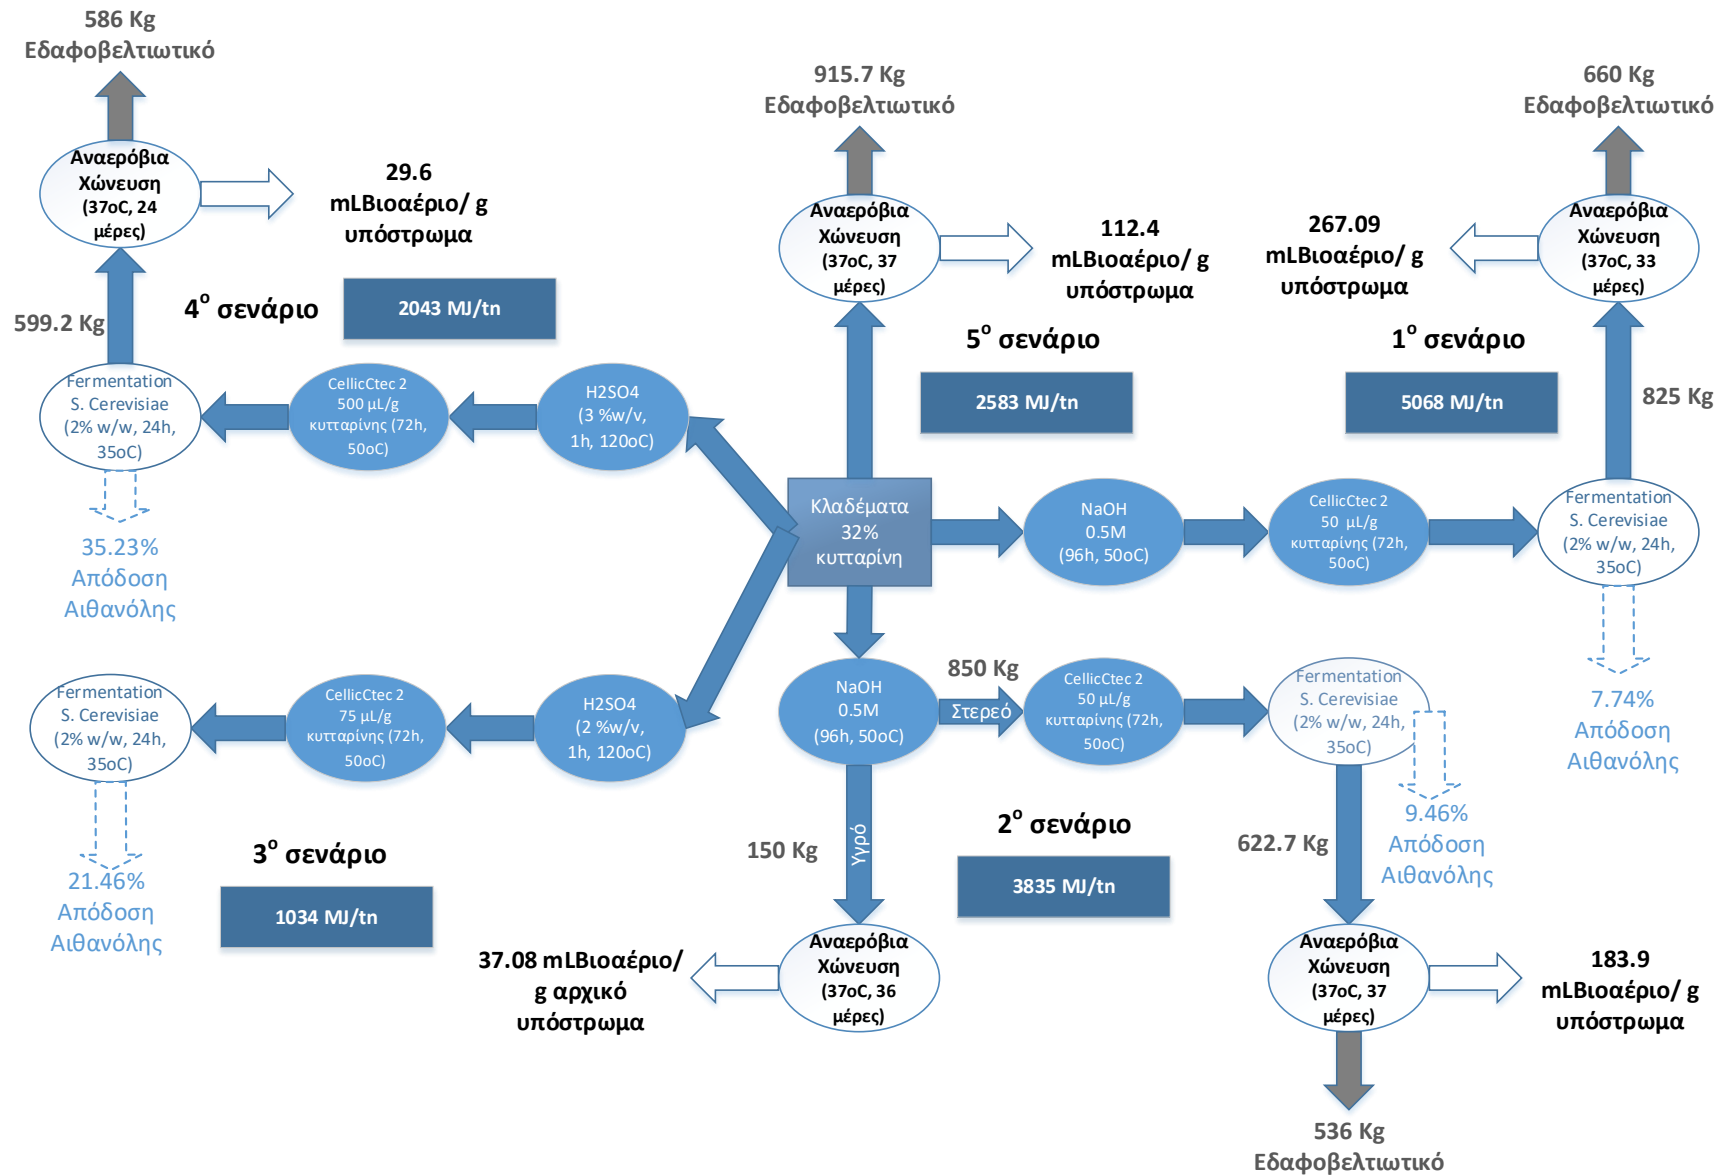 586 Kg
Εδαφοβελτιωτικό
Αναερόβια
Χώνευση
(37οC, 24
μέρες)
29.6
mLΒιοαέριο/ g
υπόστρωμα
4ο σενάριο
2043 MJ/tn
599.2 Kg
Fermentation
S. Cerevisiae
(2% w/w, 24h,
35oC)
CellicCtec 2
500 μL/g
κυτταρίνης (72h,
50oC)
H2SO4
(3 %w/v,
1h, 120oC)
35.23%
Απόδοση
Αιθανόλης
915.7 Kg
Εδαφοβελτιωτικό
Αναερόβια
Χώνευση
(37οC, 37
μέρες)
112.4
mLΒιοαέριο/ g
υπόστρωμα
5ο σενάριο
2583 MJ/tn
660 Kg
Εδαφοβελτιωτικό
Αναερόβια
Χώνευση
(37οC, 33
μέρες)
267.09
mLΒιοαέριο/ g
υπόστρωμα
1ο σενάριο
5068 MJ/tn
825 Kg
Κλαδέματα
32%
κυτταρίνη
NaOH
0.5M
(96h, 50oC)
CellicCtec 2
50 μL/g
κυτταρίνης (72h,
50oC)
Fermentation
S. Cerevisiae
(2% w/w, 24h,
35oC)
7.74%
Απόδοση
Αιθανόλης
Fermentation
S. Cerevisiae
(2% w/w, 24h,
35oC)
CellicCtec 2
75 μL/g
κυτταρίνης (72h,
50oC)
H2SO4
(2 %w/v,
1h, 120oC)
21.46%
Απόδοση
Αιθανόλης
3ο σενάριο
1034 MJ/tn
NaOH
0.5M
(96h, 50oC)
850 Kg
Στερεό
CellicCtec 2
50 μL/g
κυτταρίνης (72h,
50oC)
Fermentation
S. Cerevisiae
(2% w/w, 24h,
35oC)
9.46%
Απόδοση
Αιθανόλης
150 Kg
Υγρό
2ο σενάριο
3835 MJ/tn
622.7 Kg
37.08 mLΒιοαέριο/
g αρχικό
υπόστρωμα
Αναερόβια
Χώνευση
(37οC, 36
μέρες)
Αναερόβια
Χώνευση
(37οC, 37
μέρες)
183.9
mLΒιοαέριο/ g
υπόστρωμα
536 Kg
Εδαφοβελτιωτικό